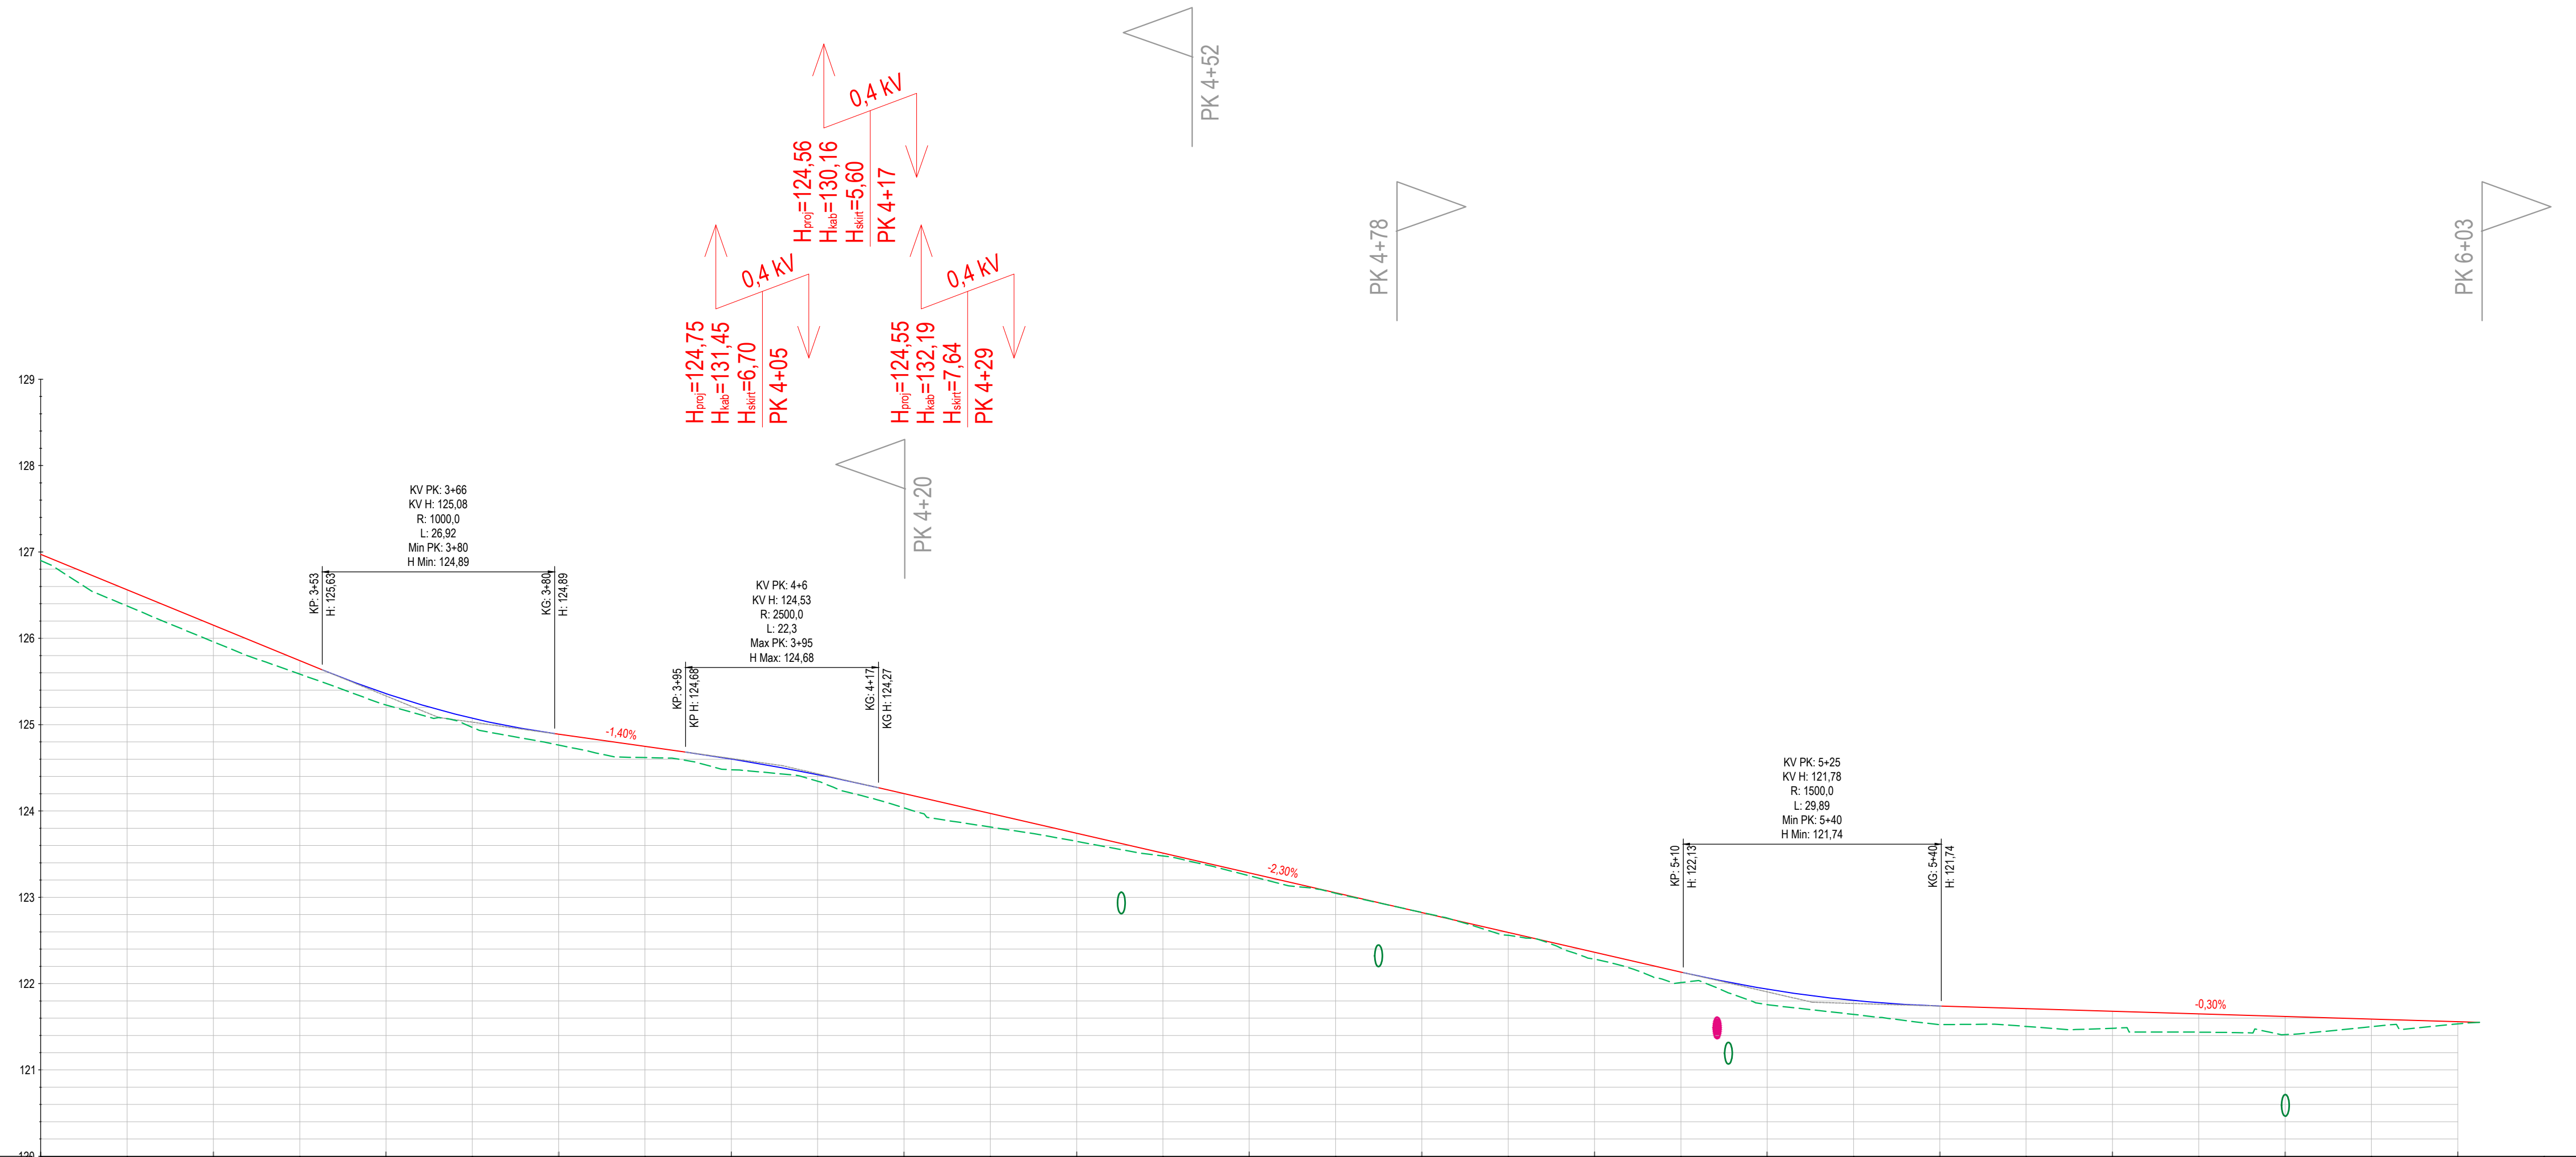 PK 4+52
0,4 kV
Hproj=124,56
Hkab=130,16
Hskirt=5,60
PK 4+17
PK 4+78
PK 6+03
0,4 kV
Hproj=124,75
Hkab=131,45
Hskirt=6,70
PK 4+05
0,4 kV
Hproj=124,55
Hkab=132,19
Hskirt=7,64
PK 4+29
PK 4+20
129
128
127
126
125
124
123
122
121
120
KV PK: 3+66
KV H: 125,08
R: 1000,0
L: 26,92
Min PK: 3+80
H Min: 124,89
KP: 3+53
H: 125,63
KG: 3+80
H: 124,89
-1,40%
KV PK: 4+6
KV H: 124,53
R: 2500,0
L: 22,3
Max PK: 3+95
H Max: 124,68
KP: 3+95
KP H: 124,68
KG: 4+17
KG H: 124,27
-2,30%
KV PK: 5+25
KV H: 121,78
R: 1500,0
L: 29,89
Min PK: 5+40
H Min: 121,74
KP: 5+10
H: 122,13
KG: 5+40
H: 121,74
-0,30%